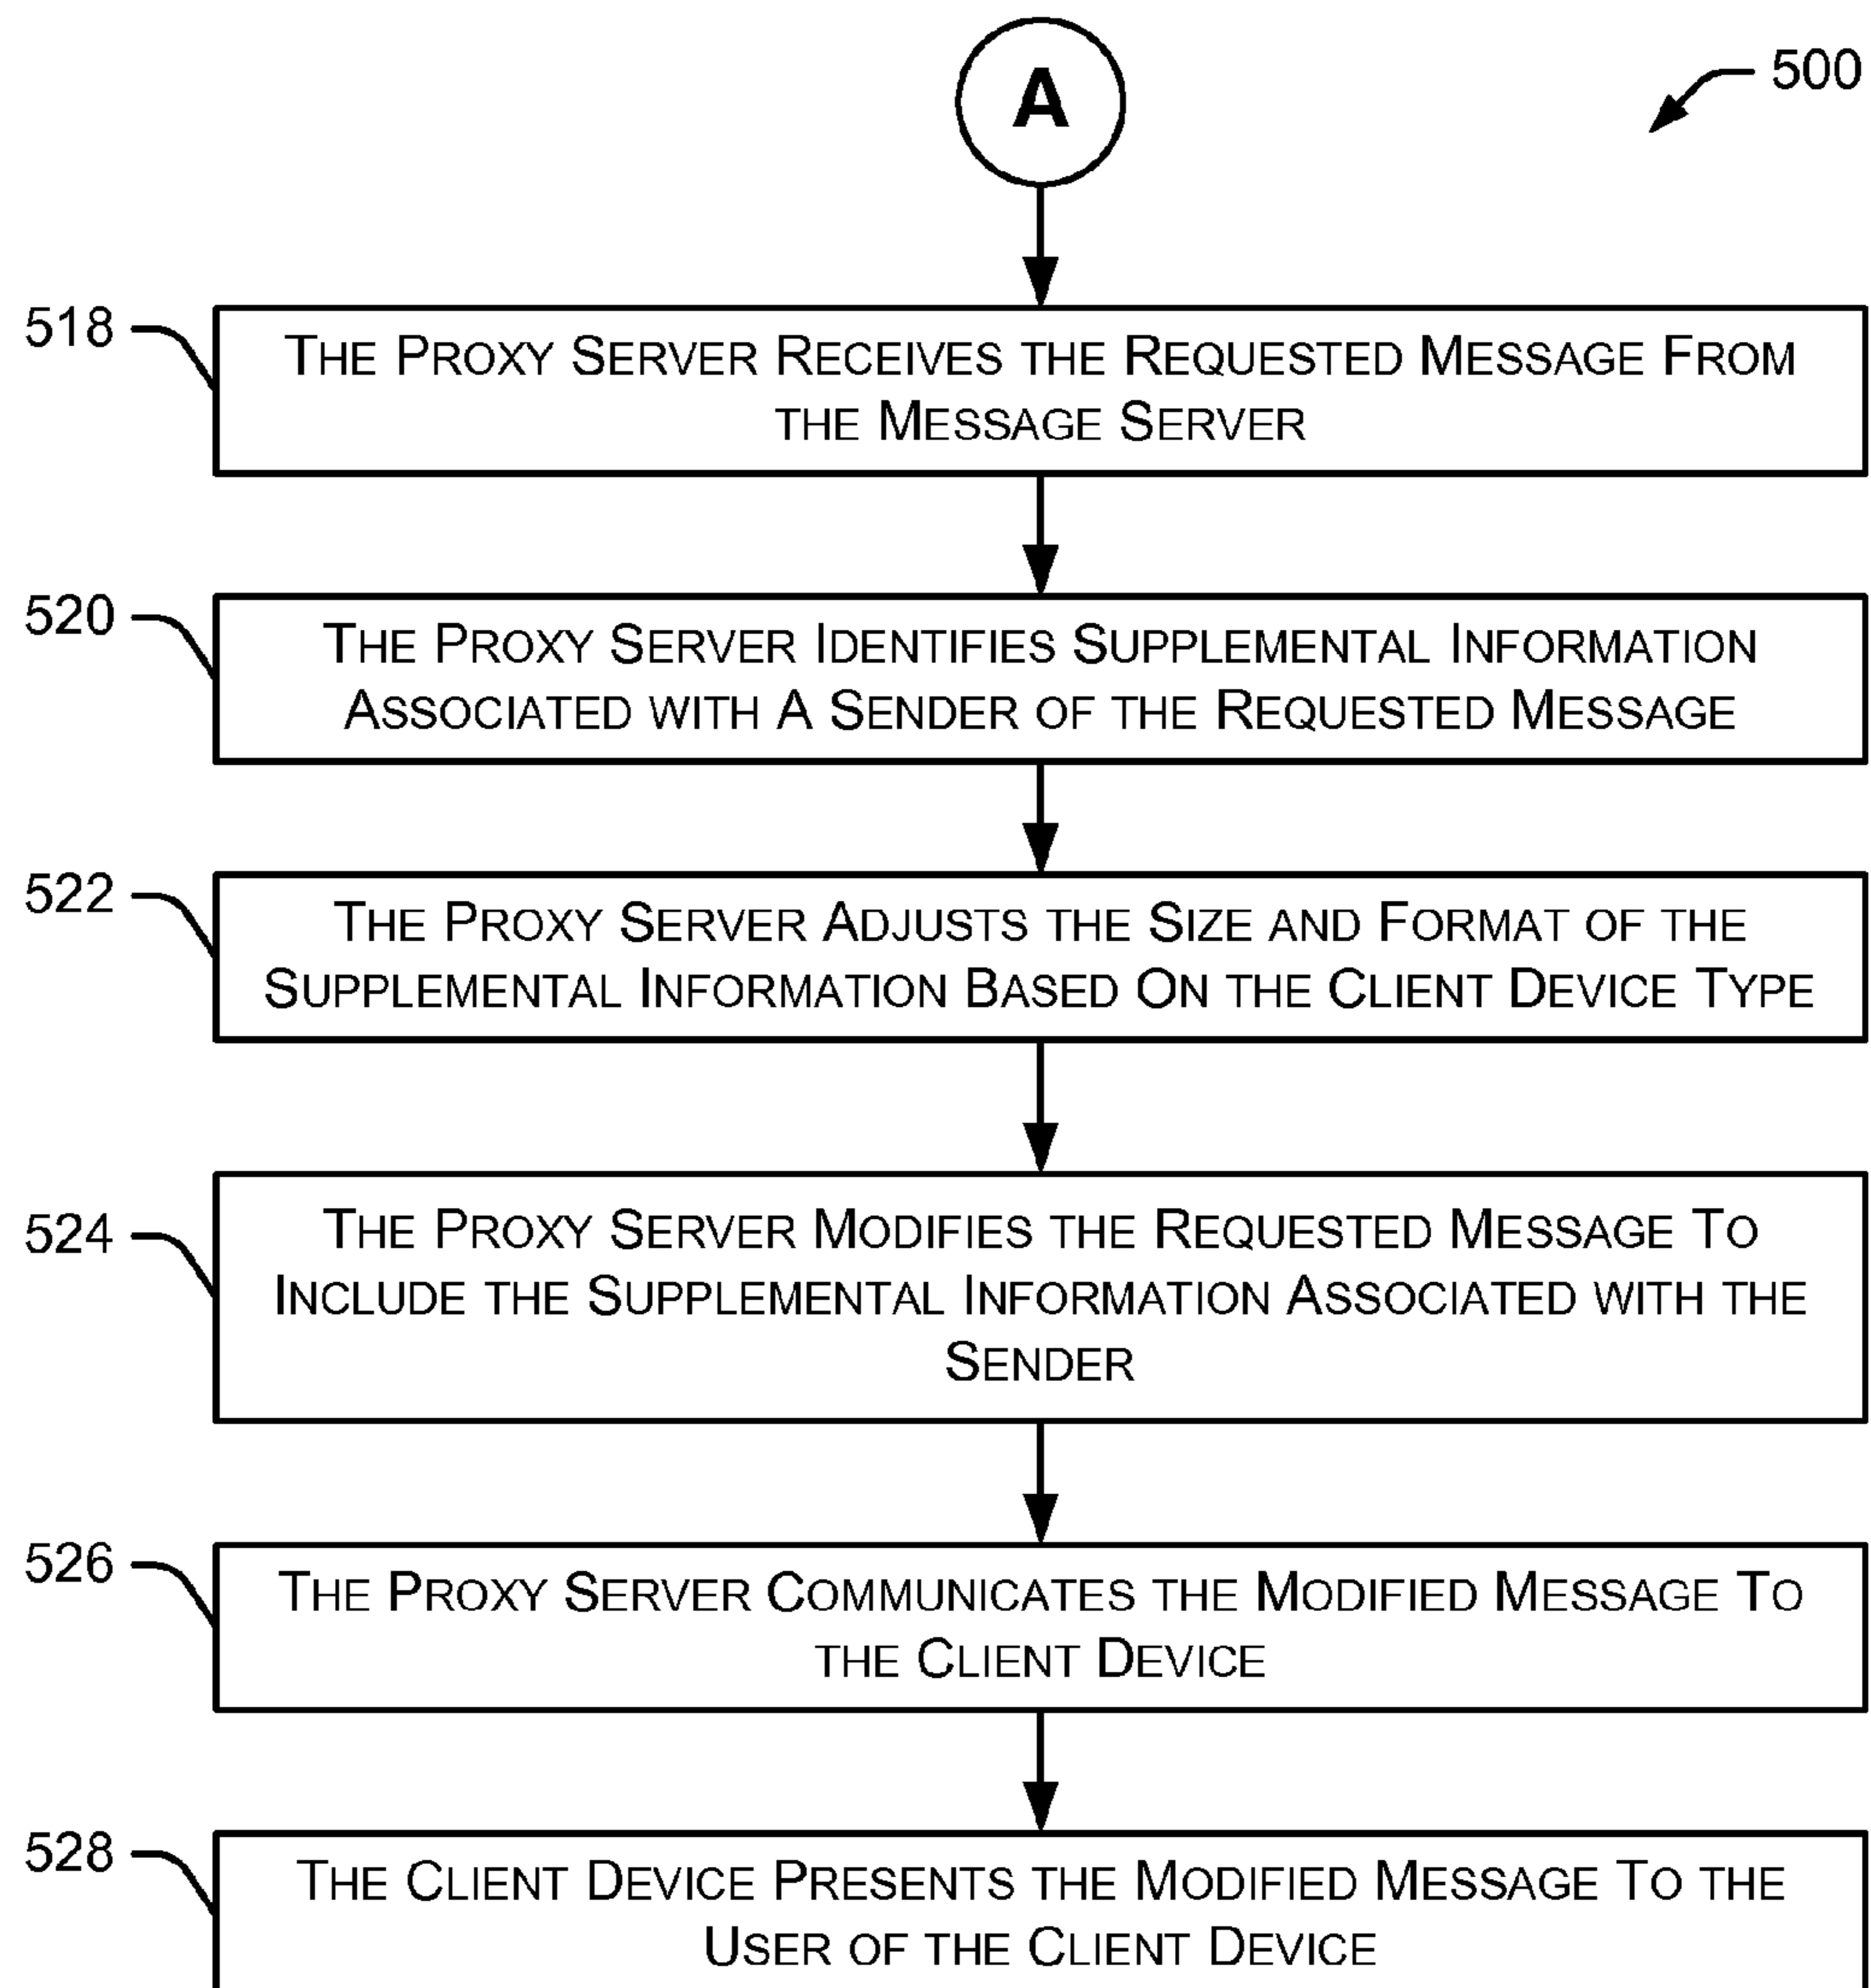 A
500
518
THE PROXY SERVER RECEIVES THE REQUESTED MESSAGE FROM
THE MESSAGE SERVER
520
THE PROXY SERVER IDENTIFIES SUPPLEMENTAL INFORMATION
ASSOCIATED WITH A SENDER OF THE REQUESTED MESSAGE
522
THE PROXY SERVER ADJUSTS THE SIZE AND FORMAT OF THE
SUPPLEMENTAL INFORMATION BASED ON THE CLIENT DEVICE TYPE
524
THE PROXY SERVER MODIFIES THE REQUESTED MESSAGE TO
INCLUDE THE SUPPLEMENTAL INFORMATION ASSOCIATED WITH THE
SENDER
526
THE PROXY SERVER COMMUNICATES THE MODIFIED MESSAGE TO
THE CLIENT DEVICE
528
THE CLIENT DEVICE PRESENTS THE MODIFIED MESSAGE TO THE
USER OF THE CLIENT DEVICE